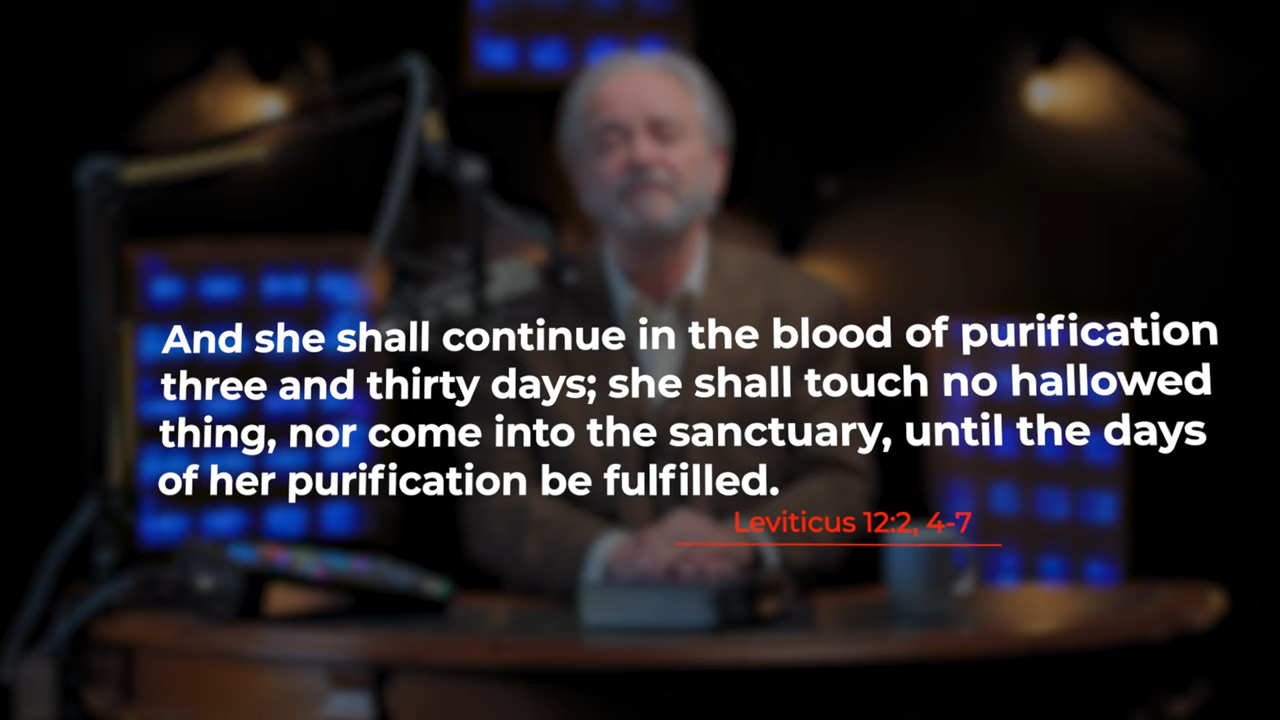 And she shall continue in the blood of purification
three and thirty days; she shall touch no hallowed
thing, nor come into the sanctuary, until the days
of her purification be fulfilled.
Leviticus 12:2, 4-7